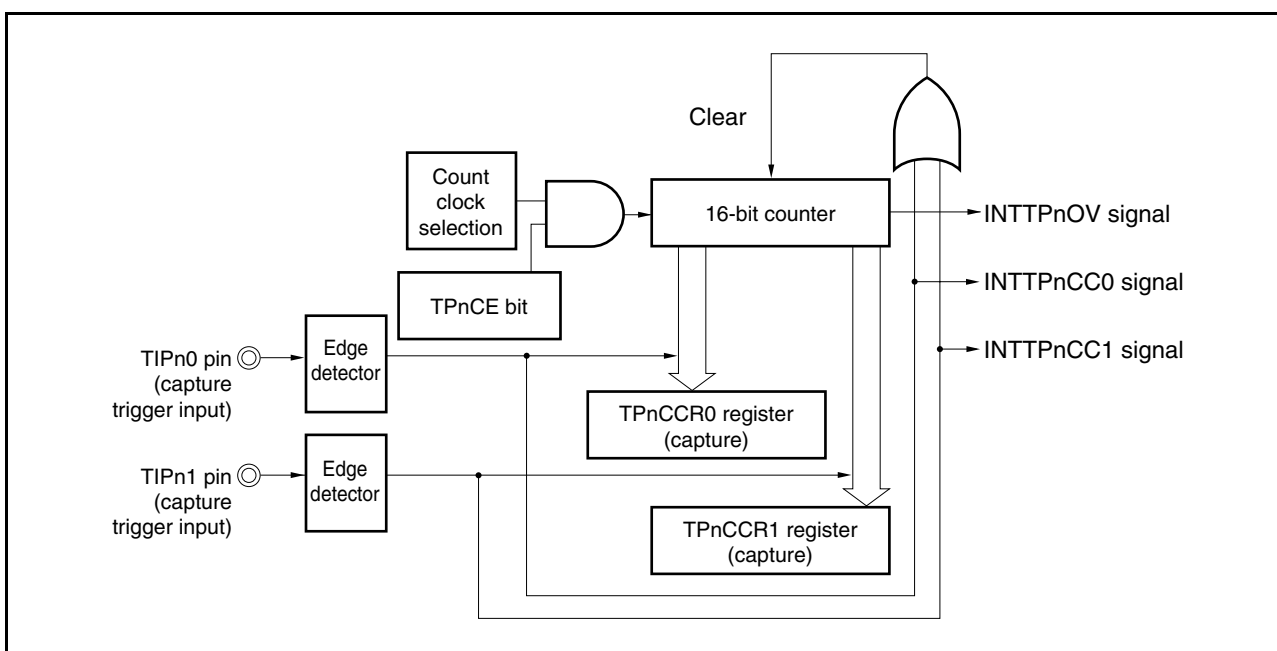 Clear
Count
clock
selection
16-bit counter
INTTPnOV signal
TPnCE bit
INTTPnCC0 signal
INTTPnCC1 signal
TIPn0 pin
(capture
trigger input)
Edge
detector
TPnCCR0 register
(capture)
TIPn1 pin
(capture
trigger input)
Edge
detector
TPnCCR1 register
(capture)